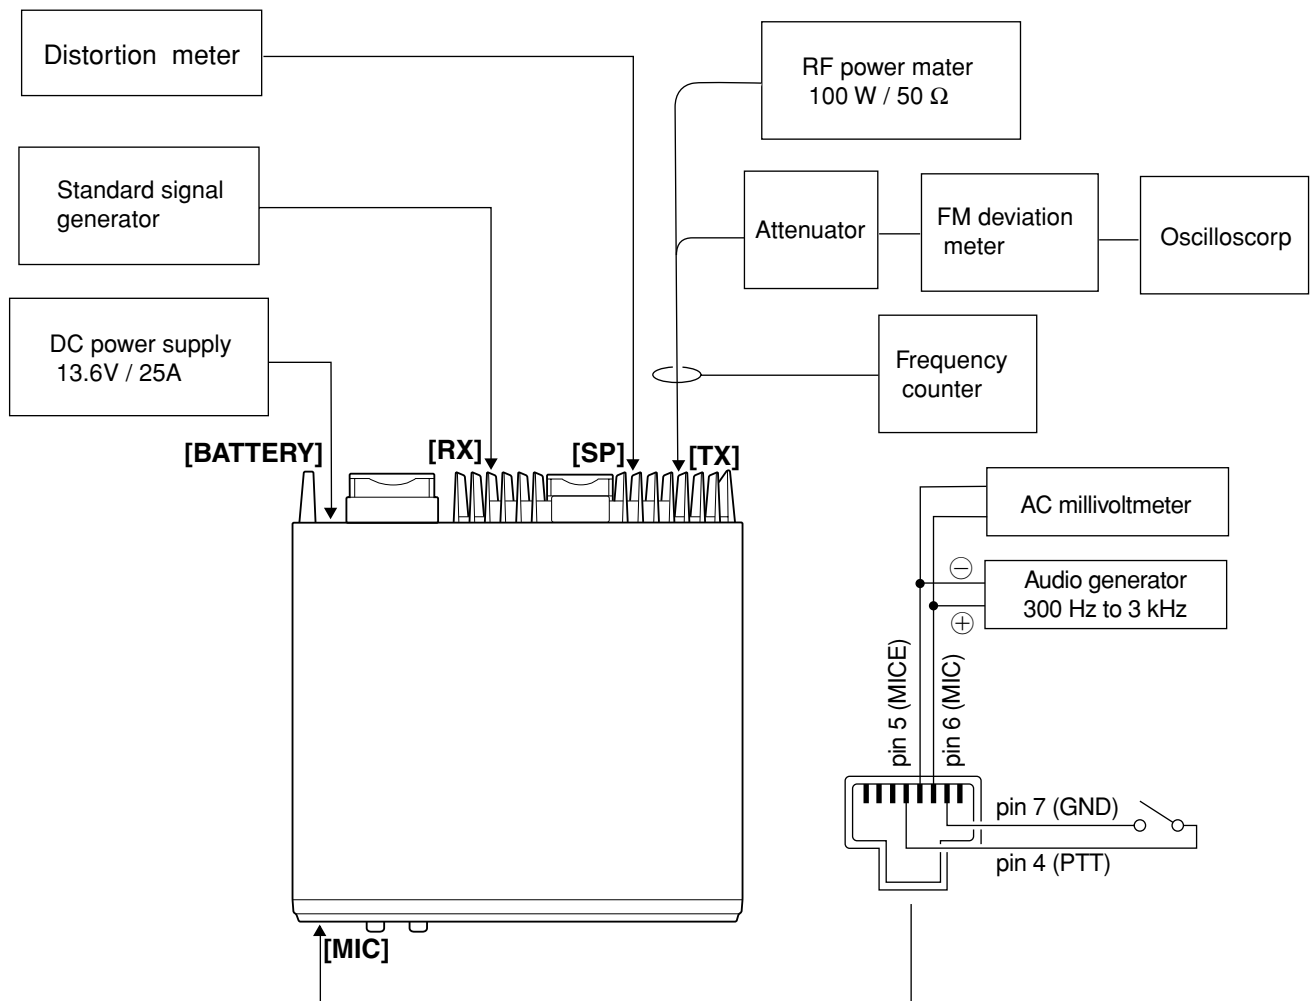 Distortion meter
RF power mater
100 W / 50 Ω
Standard signal
generator
Attenuator
FM deviation
meter
Oscilloscorp
DC power supply
13.6V / 25A
Frequency
counter
[BATTERY]
[RX]
[SP]
[TX]
AC millivoltmeter
−
Audio generator
300 Hz to 3 kHz
+
pin 5 (MICE)
pin 6 (MIC)
pin 7 (GND)
pin 4 (PTT)
[MIC]